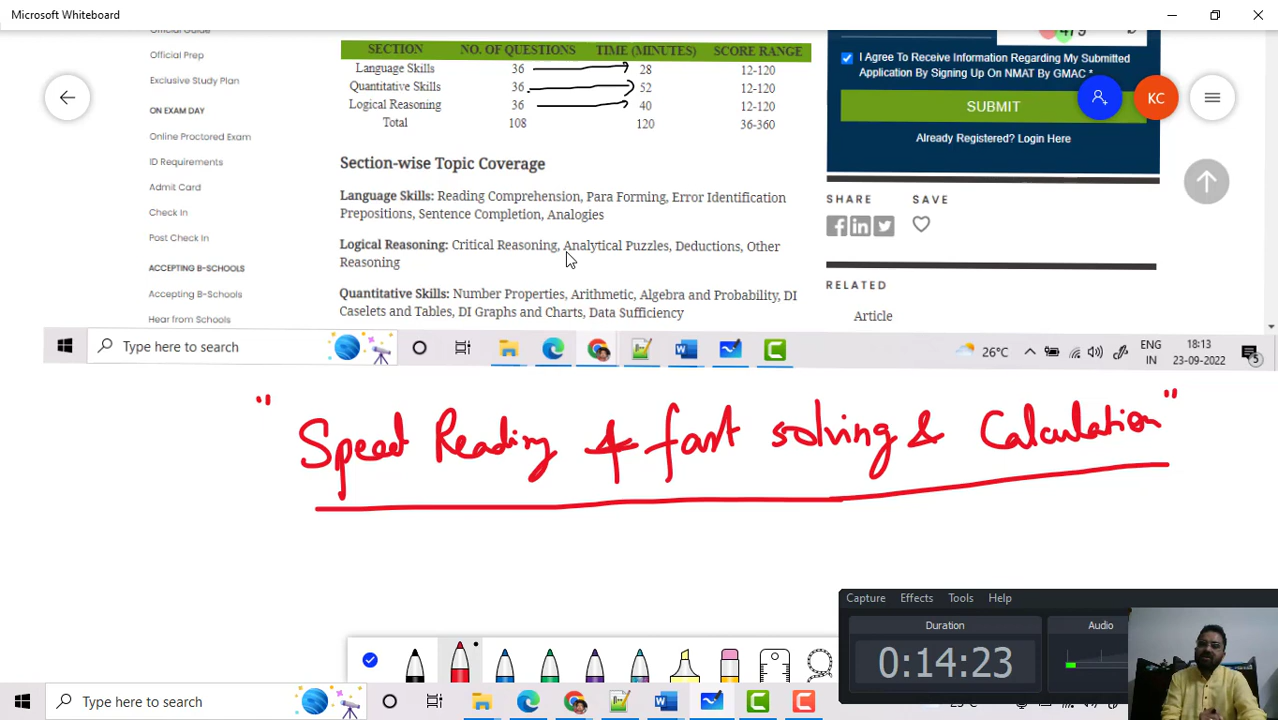 Microsoft Whiteboard
Official Guide
Official Prep
Exclusive Study Plan
ON EXAM DAY
Online Proctored Exam
ID Requirements
Admit Card
Check In
Post Check In
ACCEPTING B-SCHOOLS
Accepting B-Schools
Hear from Schools
SECTION NO. OF QUESTIONS TIME (MINUTES) SCORE RANGE
Language Skills 36 28 12-120
Quantitative Skills 36 52 12-120
Logical Reasoning 36 40 12-120
Total 108 120 36-360
Section-wise Topic Coverage
Language Skills: Reading Comprehension, Para Forming, Error Identification
Prepositions, Sentence Completion, Analogies
Logical Reasoning: Critical Reasoning, Analytical Puzzles, Deductions, Other
Reasoning
Quantitative Skills: Number Properties, Arithmetic, Algebra and Probability, DI
Caselets and Tables, DI Graphs and Charts, Data Sufficiency
I Agree To Receive Information Regarding My Submitted
Application By Signing Up On NMAT By GMAC *
SUBMIT
KC
Already Registered? Login Here
SHARE SAVE
RELATED
Article
Type here to search
26°C
ENG
IN
18:13
23-09-2022
5
" Speed Reading & fast solving & Calculation "
Capture Effects Tools Help
Duration Audio
0:14:23
Type here to search